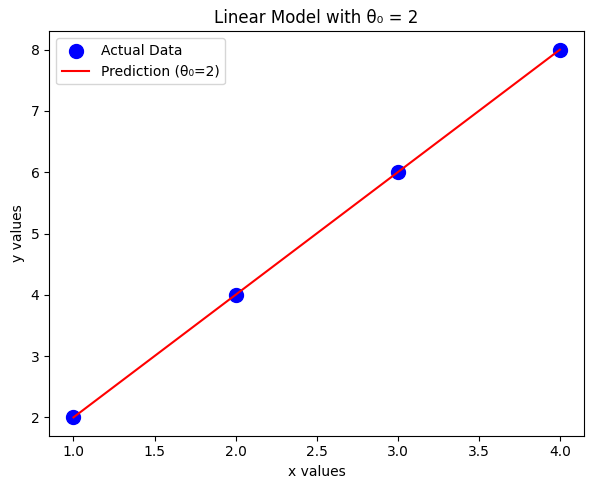 Linear Model with θ₀ = 2
Actual Data
Prediction (θ₀=2)
8
7
6
5
4
3
2
y values
1.0 1.5 2.0 2.5 3.0 3.5 4.0
x values